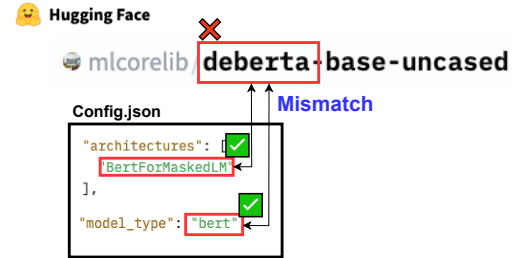 Hugging Face
mlcorelib/deberta-base-uncased
Mismatch
Config.json
"architectures": [
"BertForMaskedLM"
],
"model_type": "bert"